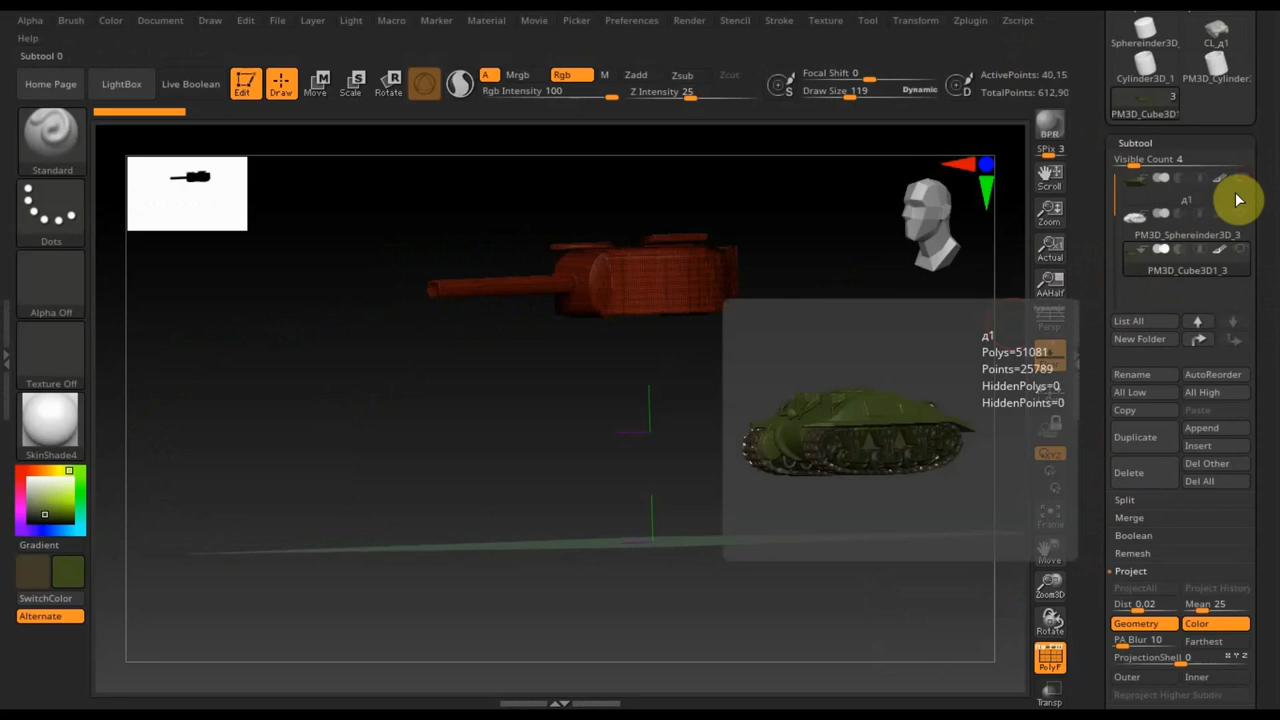 Alpha Brush Color Document Draw Edit File Layer Light Macro Marker Material Movie Picker Preferences Render Stencil Stroke Texture Tool Transform Zplugin Zscript
Help
Subtool 0
Home Page
LightBox
Live Boolean
Edit
Draw
Move
Scale
Rotate
A
Mrgb
Rgb
M
Rgb Intensity 100
Zadd
Zsub
Zcut
Z Intensity 25
S
Focal Shift 0
Draw Size 119
Dynamic
D
ActivePoints: 40,15
TotalPoints: 612,90
Standard
Dots
Alpha Off
Texture Off
SkinShade4
Gradient
SwitchColor
Alternate
BPR
SPix 3
Scroll
Zoom
Actual
AAHalf
Persp
XYZ
Frame
Move
Zoom3D
Rotate
PolyF
Transp
д1
Polys=51081
Points=25789
HiddenPolys=0
HiddenPoints=0
Sphereinder3D_
CL_д1
Cylinder3D_1
PM3D_Cylinder
3
PM3D_Cube3D1
Subtool
Visible Count 4
д1
PM3D_Sphereinder3D_3
PM3D_Cube3D1_3
List All
New Folder
Rename
AutoReorder
All Low
All High
Copy
Paste
Duplicate
Append
Insert
Delete
Del Other
Del All
Split
Merge
Boolean
Remesh
Project
ProjectAll
Project History
Dist 0.02
Mean 25
Geometry
Color
PA Blur 10
Farthest
ProjectionShell 0
X Y Z
Outer
Inner
Reproject Higher Subdiv